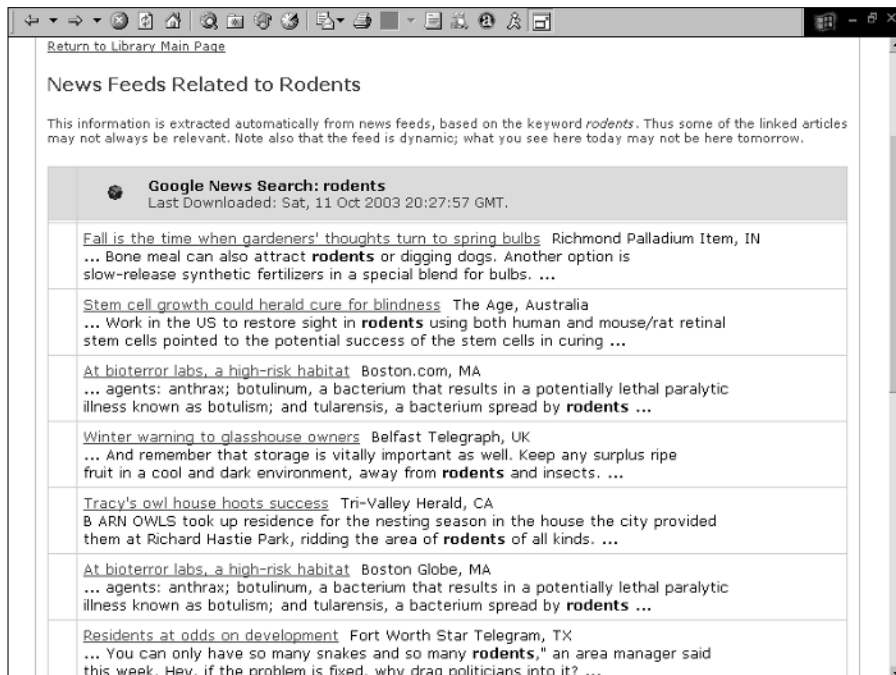 Return to Library Main Page
News Feeds Related to Rodents
This information is extracted automatically from news feeds, based on the keyword rodents. Thus some of the linked articles
may not always be relevant. Note also that the feed is dynamic; what you see here today may not be here tomorrow.
Google News Search: rodents
Last Downloaded: Sat, 11 Oct 2003 20:27:57 GMT.
Fall is the time when gardeners' thoughts turn to spring bulbs Richmond Palladium Item, IN
... Bone meal can also attract rodents or digging dogs. Another option is
slow-release synthetic fertilizers in a special blend for bulbs. ...
Stem cell growth could herald cure for blindness The Age, Australia
... Work in the US to restore sight in rodents using both human and mouse/rat retinal
stem cells pointed to the potential success of the stem cells in curing ...
At bioterror labs, a high-risk habitat Boston.com, MA
... agents: anthrax; botulinum, a bacterium that results in a potentially lethal paralytic
illness known as botulism; and tularensis, a bacterium spread by rodents ...
Winter warning to glasshouse owners Belfast Telegraph, UK
... And remember that storage is vitally important as well. Keep any surplus ripe
fruit in a cool and dark environment, away from rodents and insects. ...
Tracy's owl house hoots success Tri-Valley Herald, CA
B ARN OWLS took up residence for the nesting season in the house the city provided
them at Richard Hastie Park, ridding the area of rodents of all kinds. ...
At bioterror labs, a high-risk habitat Boston Globe, MA
... agents: anthrax; botulinum, a bacterium that results in a potentially lethal paralytic
illness known as botulism; and tularensis, a bacterium spread by rodents ...
Residents at odds on development Fort Worth Star Telegram, TX
... You can only have so many snakes and so many rodents," an area manager said
this week. Hey, if the problem is fixed, why drag politicians into it? ...